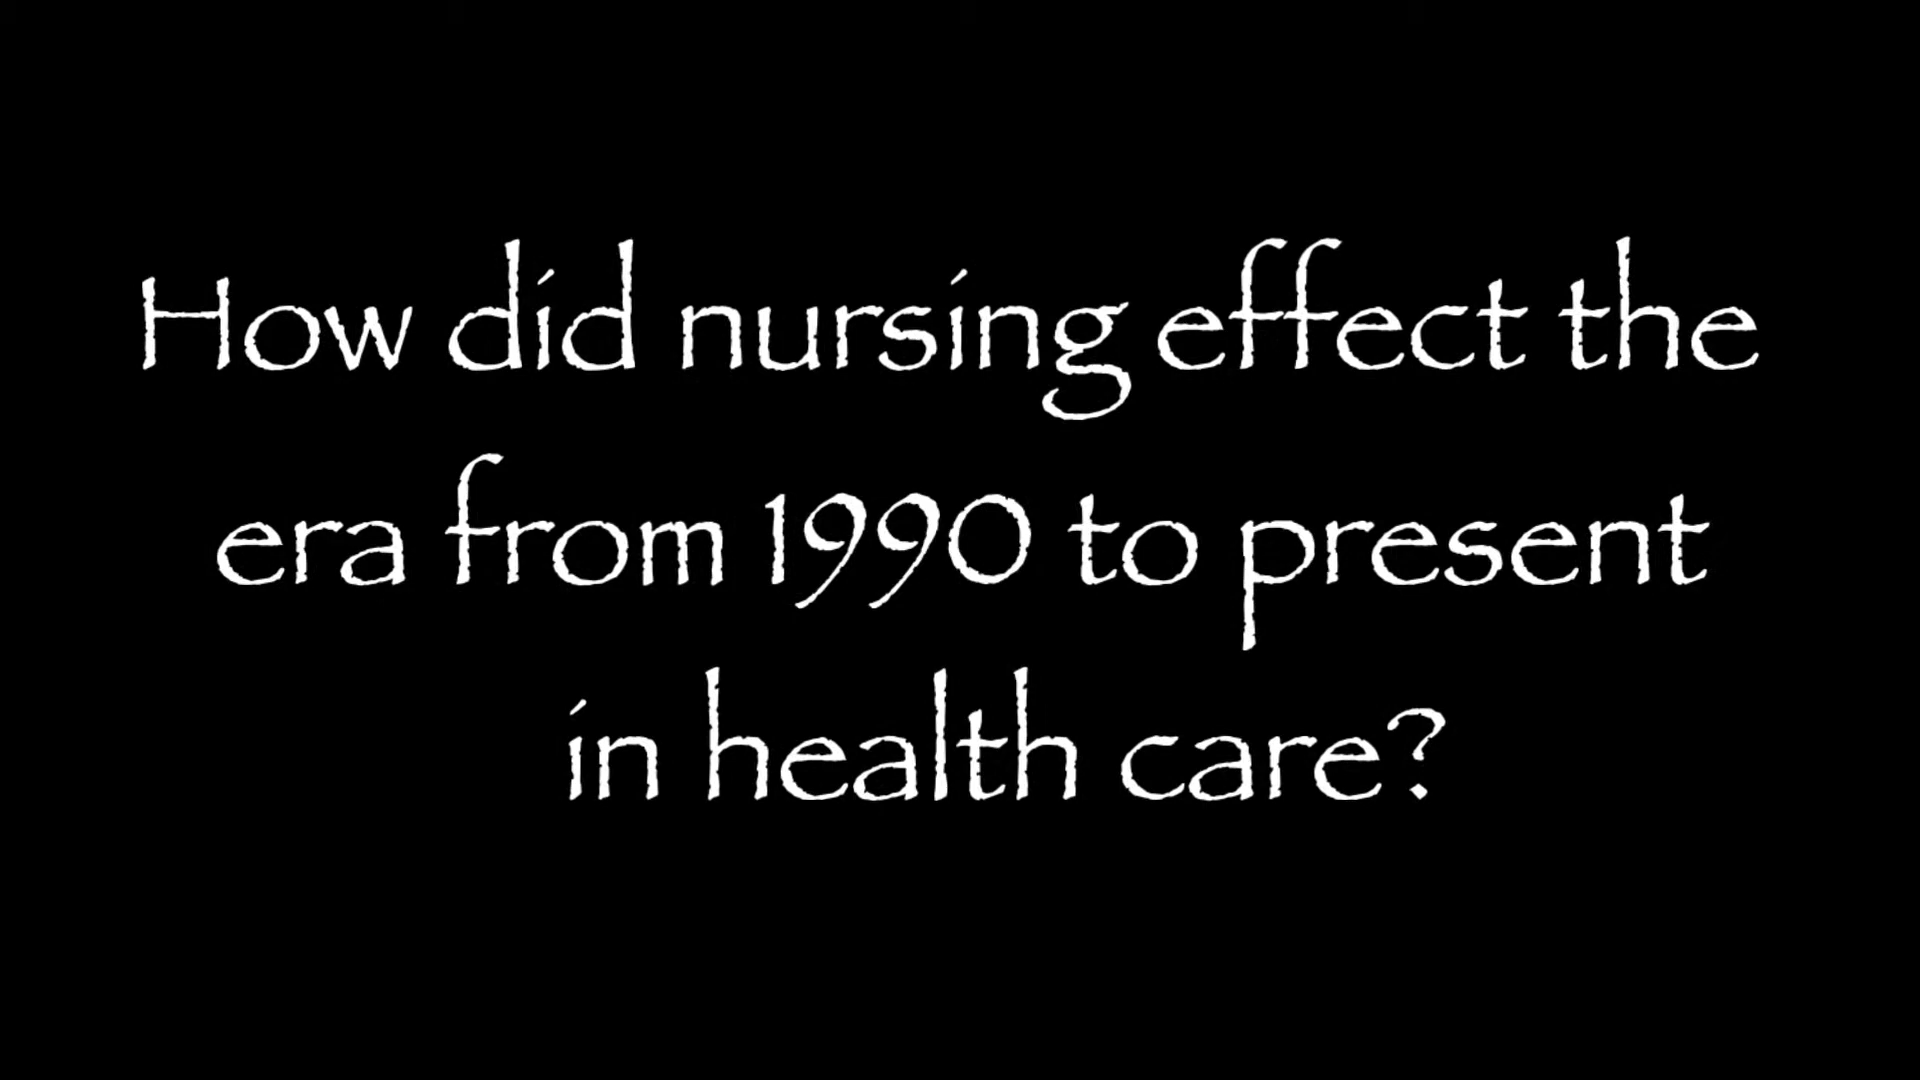 How did nursing effect the
era from 1990 to present
in health care?